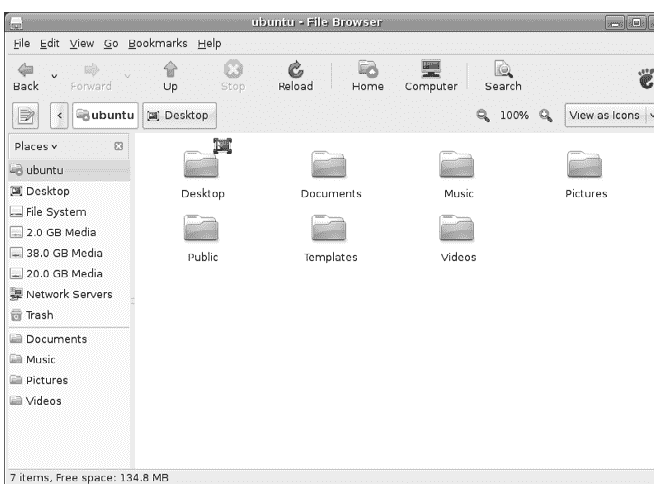 ubuntu - File Browser
File Edit View Go Bookmarks Help
Back Forward Up Stop Reload Home Computer Search
ubuntu Desktop 100% View as Icons
Places
ubuntu
Desktop
File System
2.0 GB Media
38.0 GB Media
20.0 GB Media
Network Servers
Trash
Documents
Music
Pictures
Videos
Desktop Documents Music Pictures
Public Templates Videos
7 items, Free space: 134.8 MB